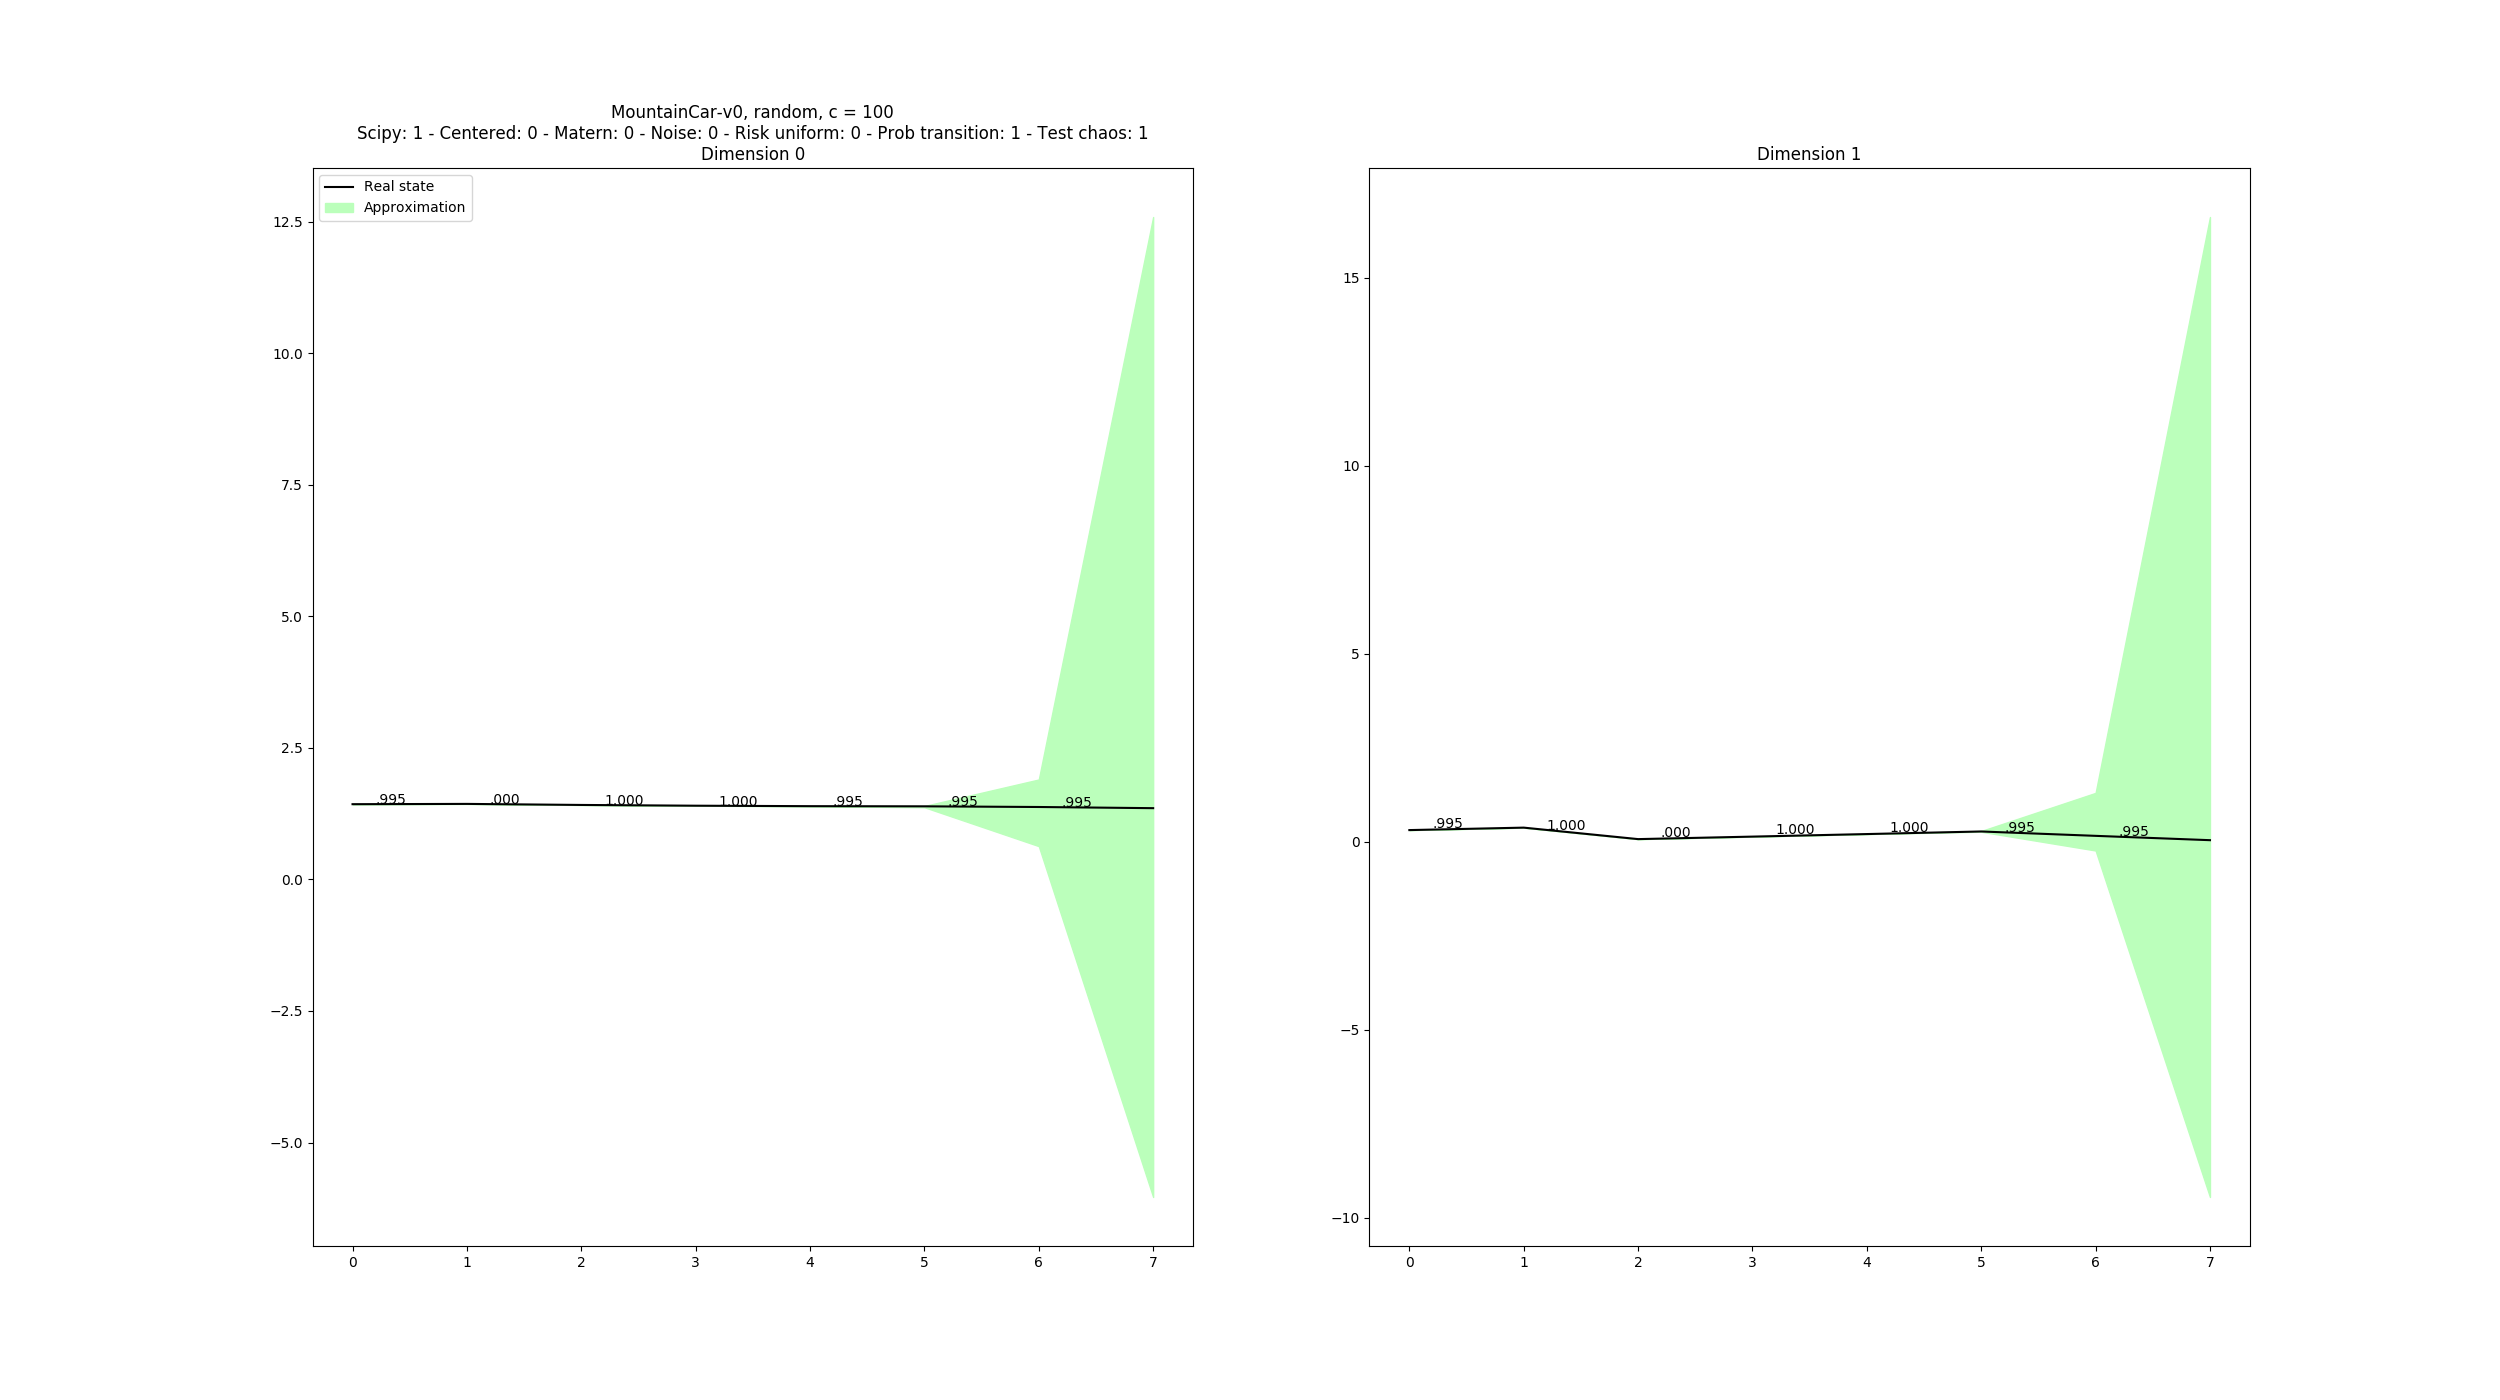 MountainCar-v0, random, c = 100
Scipy: 1 - Centered: 0 - Matern: 0 - Noise: 0 - Risk uniform: 0 - Prob transition: 1 - Test chaos: 1
Dimension 0
Real state
Approximation
12.5
10.0
7.5
5.0
2.5
0.0
−2.5
−5.0
.995 .000 1.000 1.000 .995 .995 .995
0 1 2 3 4 5 6 7
Dimension 1
15
10
5
0
−5
−10
.995 1.000 .000 1.000 1.000 .995 .995
0 1 2 3 4 5 6 7